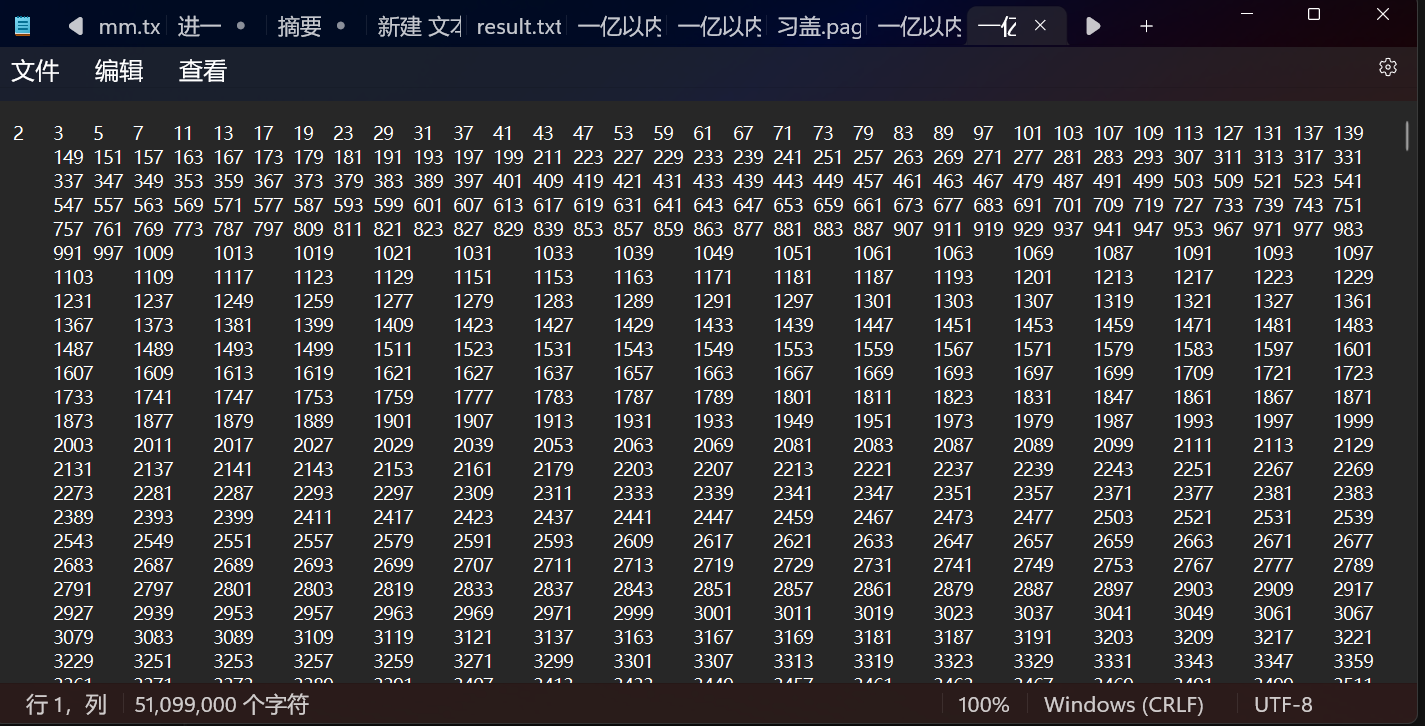 mm.tx 进一 摘要 新建 文本 result.txt 一亿以内 一亿以内 习盖.pag 一亿以内 一亿
文件 编辑 查看
2 3 5 7 11 13 17 19 23 29 31 37 41 43 47 53 59 61 67 71 73 79 83 89 97 101 103 107 109 113 127 131 137 139
149 151 157 163 167 173 179 181 191 193 197 199 211 223 227 229 233 239 241 251 257 263 269 271 277 281 283 293 307 311 313 317 331
337 347 349 353 359 367 373 379 383 389 397 401 409 419 421 431 433 439 443 449 457 461 463 467 479 487 491 499 503 509 521 523 541
547 557 563 569 571 577 587 593 599 601 607 613 617 619 631 641 643 647 653 659 661 673 677 683 691 701 709 719 727 733 739 743 751
757 761 769 773 787 797 809 811 821 823 827 829 839 853 857 859 863 877 881 883 887 907 911 919 929 937 941 947 953 967 971 977 983
991 997 1009 1013 1019 1021 1031 1033 1039 1049 1051 1061 1063 1069 1087 1091 1093 1097
1103 1109 1117 1123 1129 1151 1153 1163 1171 1181 1187 1193 1201 1213 1217 1223 1229
1231 1237 1249 1259 1277 1279 1283 1289 1291 1297 1301 1303 1307 1319 1321 1327 1361
1367 1373 1381 1399 1409 1423 1427 1429 1433 1439 1447 1451 1453 1459 1471 1481 1483
1487 1489 1493 1499 1511 1523 1531 1543 1549 1553 1559 1567 1571 1579 1583 1597 1601
1607 1609 1613 1619 1621 1627 1637 1657 1663 1667 1669 1693 1697 1699 1709 1721 1723
1733 1741 1747 1753 1759 1777 1783 1787 1789 1801 1811 1823 1831 1847 1861 1867 1871
1873 1877 1879 1889 1901 1907 1913 1931 1933 1949 1951 1973 1979 1987 1993 1997 1999
2003 2011 2017 2027 2029 2039 2053 2063 2069 2081 2083 2087 2089 2099 2111 2113 2129
2131 2137 2141 2143 2153 2161 2179 2203 2207 2213 2221 2237 2239 2243 2251 2267 2269
2273 2281 2287 2293 2297 2309 2311 2333 2339 2341 2347 2351 2357 2371 2377 2381 2383
2389 2393 2399 2411 2417 2423 2437 2441 2447 2459 2467 2473 2477 2503 2521 2531 2539
2543 2549 2551 2557 2579 2591 2593 2609 2617 2621 2633 2647 2657 2659 2663 2671 2677
2683 2687 2689 2693 2699 2707 2711 2713 2719 2729 2731 2741 2749 2753 2767 2777 2789
2791 2797 2801 2803 2819 2833 2837 2843 2851 2857 2861 2879 2887 2897 2903 2909 2917
2927 2939 2953 2957 2963 2969 2971 2999 3001 3011 3019 3023 3037 3041 3049 3061 3067
3079 3083 3089 3109 3119 3121 3137 3163 3167 3169 3181 3187 3191 3203 3209 3217 3221
3229 3251 3253 3257 3259 3271 3299 3301 3307 3313 3319 3323 3329 3331 3343 3347 3359
行 1，列 51,099,000 个字符 100% Windows (CRLF) UTF-8